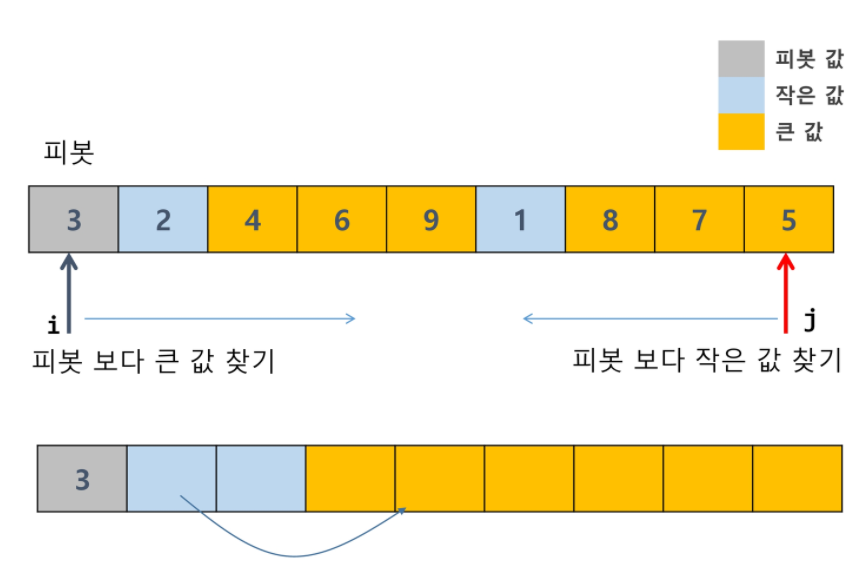 피봇 값
작은 값
큰 값
피봇
3 2 4 6 9 1 8 7 5
i j
피봇 보다 큰 값 찾기 피봇 보다 작은 값 찾기
3